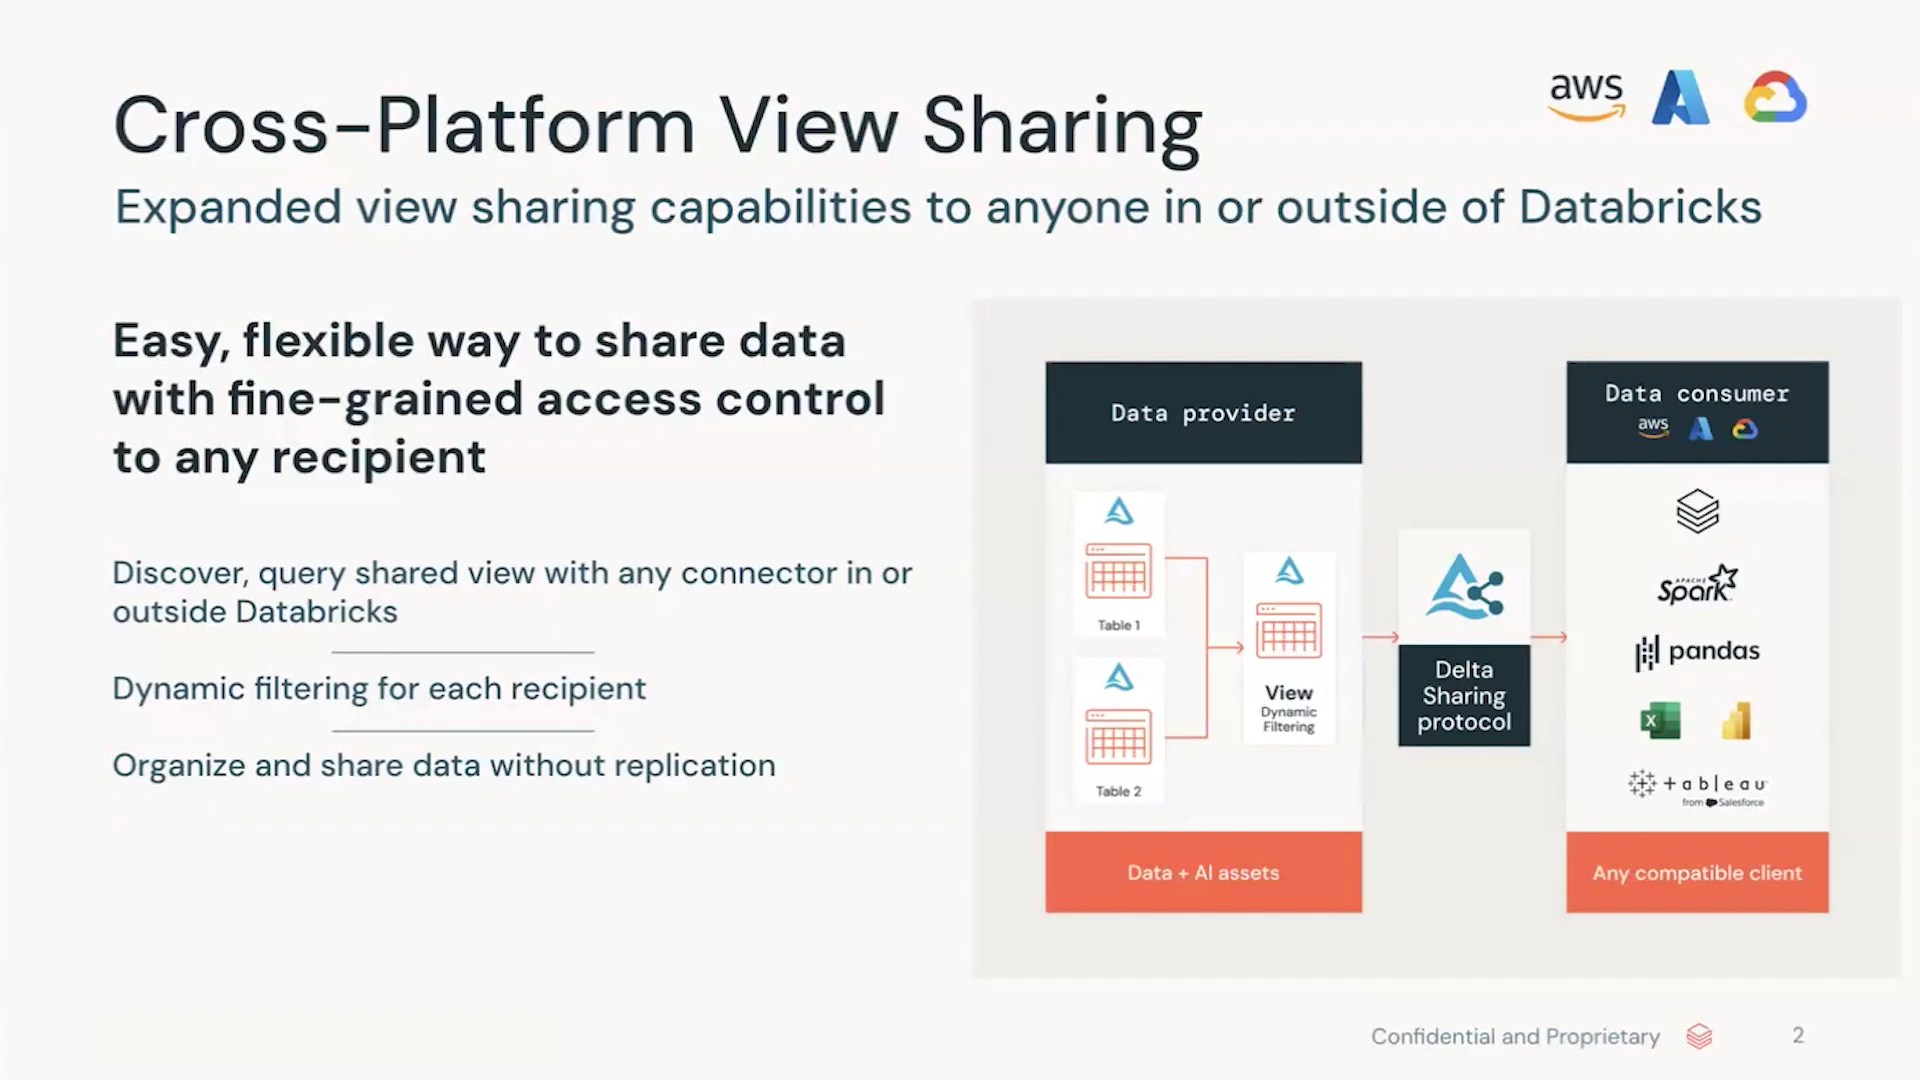 Cross-Platform View Sharing
aws
Expanded view sharing capabilities to anyone in or outside of Databricks
Easy, flexible way to share data
with fine-grained access control
to any recipient
Discover, query shared view with any connector in or
outside Databricks
Dynamic filtering for each recipient
Organize and share data without replication
Data provider
Table 1
Table 2
View
Dynamic
Filtering
Data + AI assets
Delta
Sharing
protocol
Data consumer
aws
APACHE
Spark
pandas
X
+ableau
from Salesforce
Any compatible client
Confidential and Proprietary
2